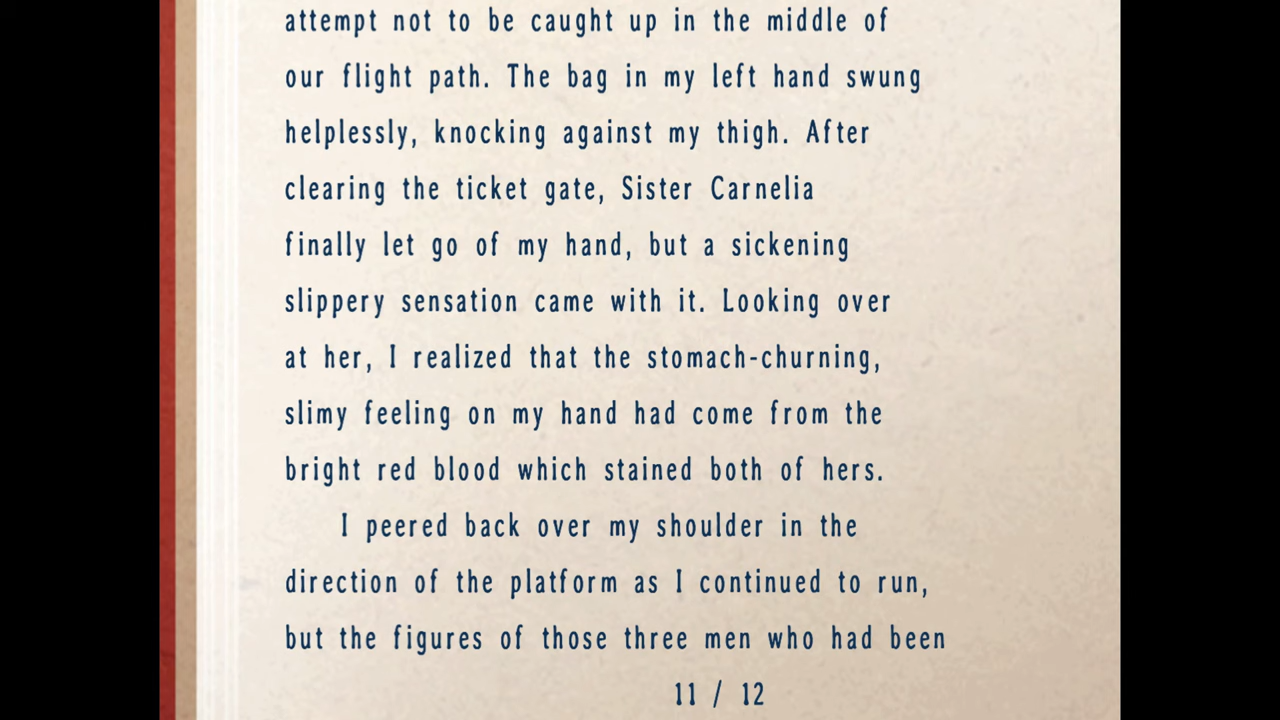 attempt not to be caught up in the middle of
our flight path. The bag in my left hand swung
helplessly, knocking against my thigh. After
clearing the ticket gate, Sister Carnelia
finally let go of my hand, but a sickening
slippery sensation came with it. Looking over
at her, I realized that the stomach-churning,
slimy feeling on my hand had come from the
bright red blood which stained both of hers.
I peered back over my shoulder in the
direction of the platform as I continued to run,
but the figures of those three men who had been
11 / 12